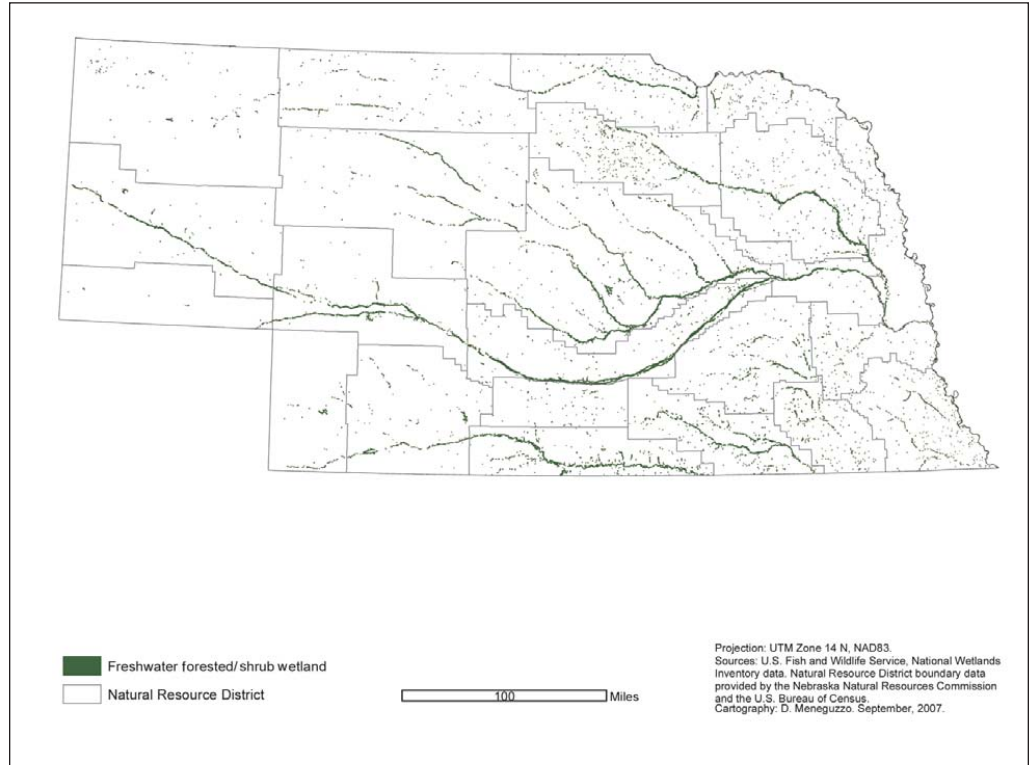 Freshwater forested/ shrub wetland
Natural Resource District
100 Miles
Projection: UTM Zone 14 N, NAD83.
Sources: U.S. Fish and Wildlife Service, National Wetlands
Inventory data. Natural Resource District boundary data
provided by the Nebraska Natural Resources Commission
and the U.S. Bureau of Census.
Cartography: D. Meneguzzo. September, 2007.